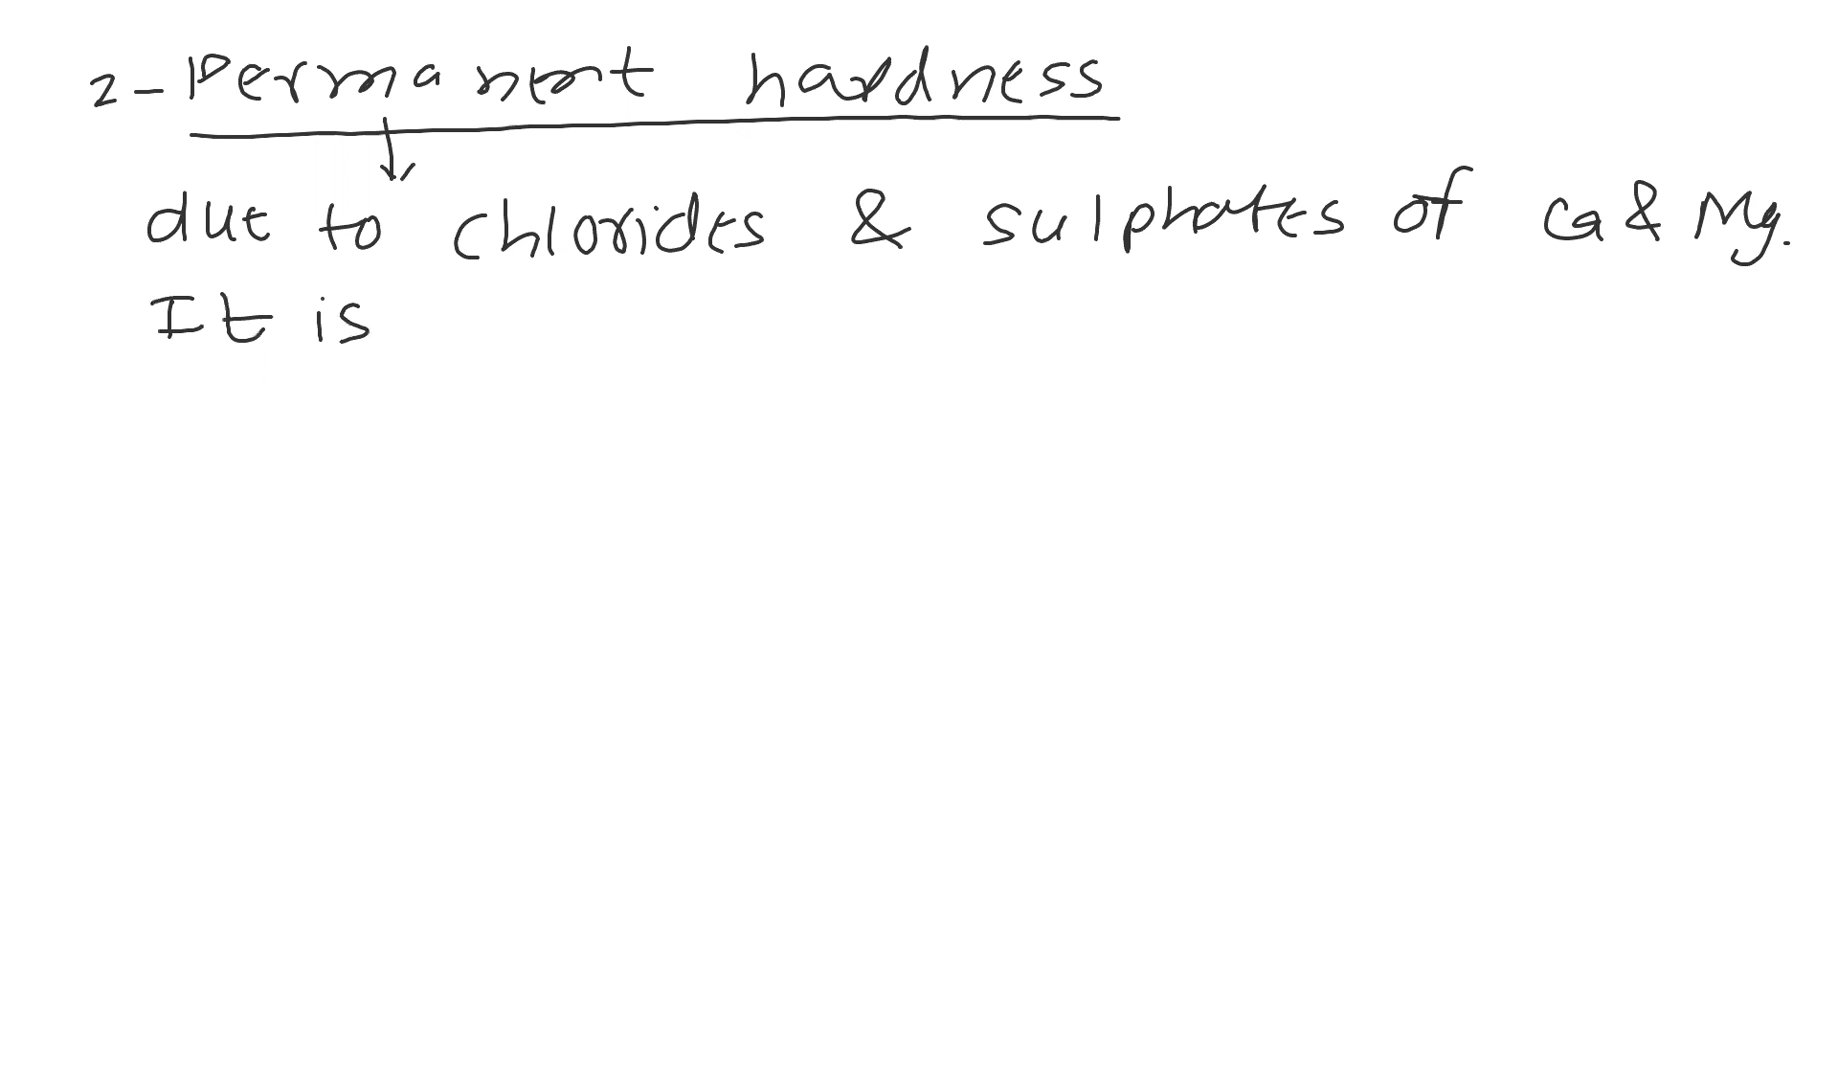 2- Permanent hardness
due to chlorides & sulphates of Ca & Mg.
It is